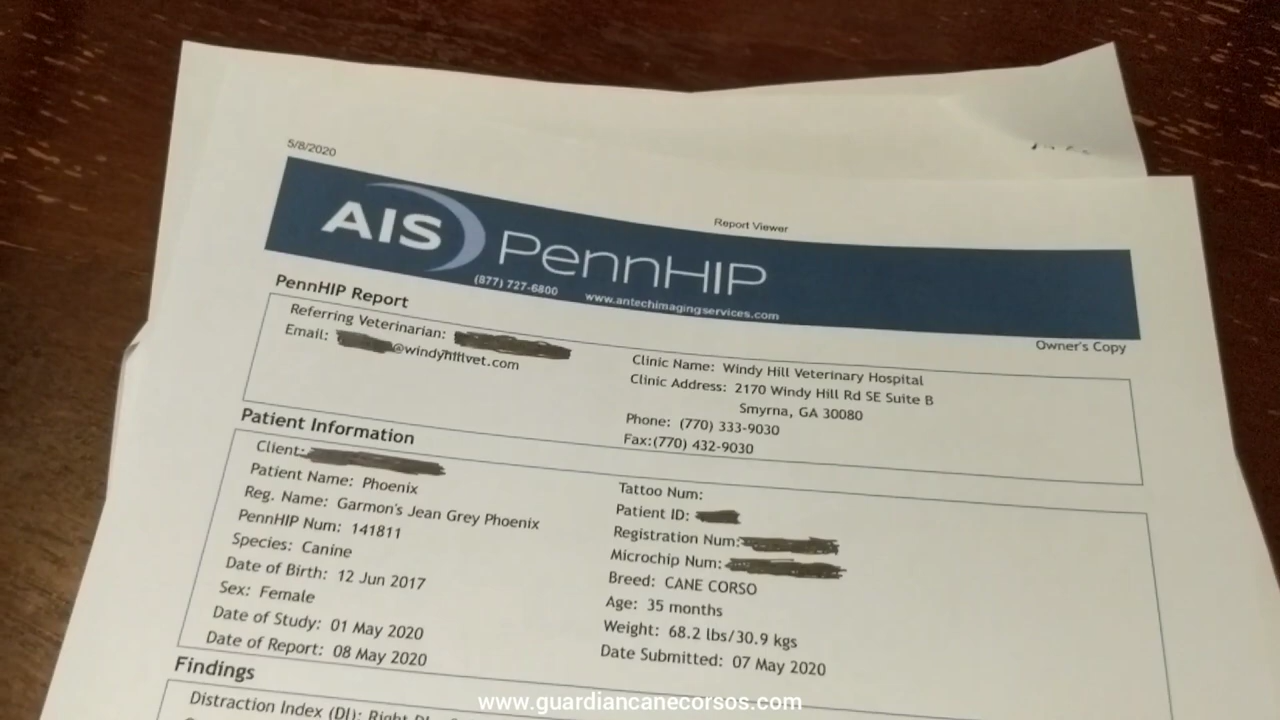 5/8/2020
Report Viewer
AIS PennHIP
(877) 727-6800 www.antechimagingservices.com
Owner's Copy
PennHIP Report
Referring Veterinarian:
Email: @windyhillvet.com
Clinic Name: Windy Hill Veterinary Hospital
Clinic Address: 2170 Windy Hill Rd SE Suite B
Smyrna, GA 30080
Phone: (770) 333-9030
Fax:(770) 432-9030
Patient Information
Client:
Patient Name: Phoenix
Reg. Name: Garmon's Jean Grey Phoenix
PennHIP Num: 141811
Species: Canine
Date of Birth: 12 Jun 2017
Sex: Female
Date of Study: 01 May 2020
Date of Report: 08 May 2020
Tattoo Num:
Patient ID:
Registration Num:
Microchip Num:
Breed: CANE CORSO
Age: 35 months
Weight: 68.2 lbs/30.9 kgs
Date Submitted: 07 May 2020
Findings
Distraction Index (DI): Right DI
www.guardiancanecorsos.com